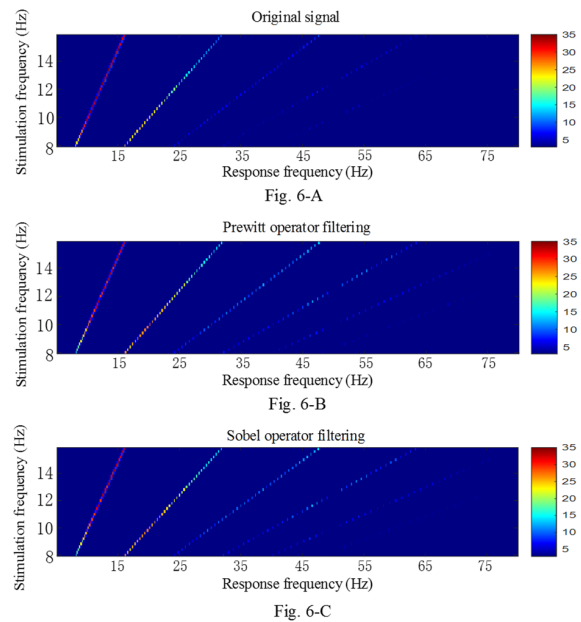 Original signal
Stimulation frequency (Hz)
14
12
10
8
15 25 35 45 55 65 75
35
30
25
20
15
10
5
Response frequency (Hz)
Fig. 6-A
Prewitt operator filtering
Stimulation frequency (Hz)
14
12
10
8
15 25 35 45 55 65 75
35
30
25
20
15
10
5
Response frequency (Hz)
Fig. 6-B
Sobel operator filtering
Stimulation frequency (Hz)
14
12
10
8
15 25 35 45 55 65 75
35
30
25
20
15
10
5
Response frequency (Hz)
Fig. 6-C